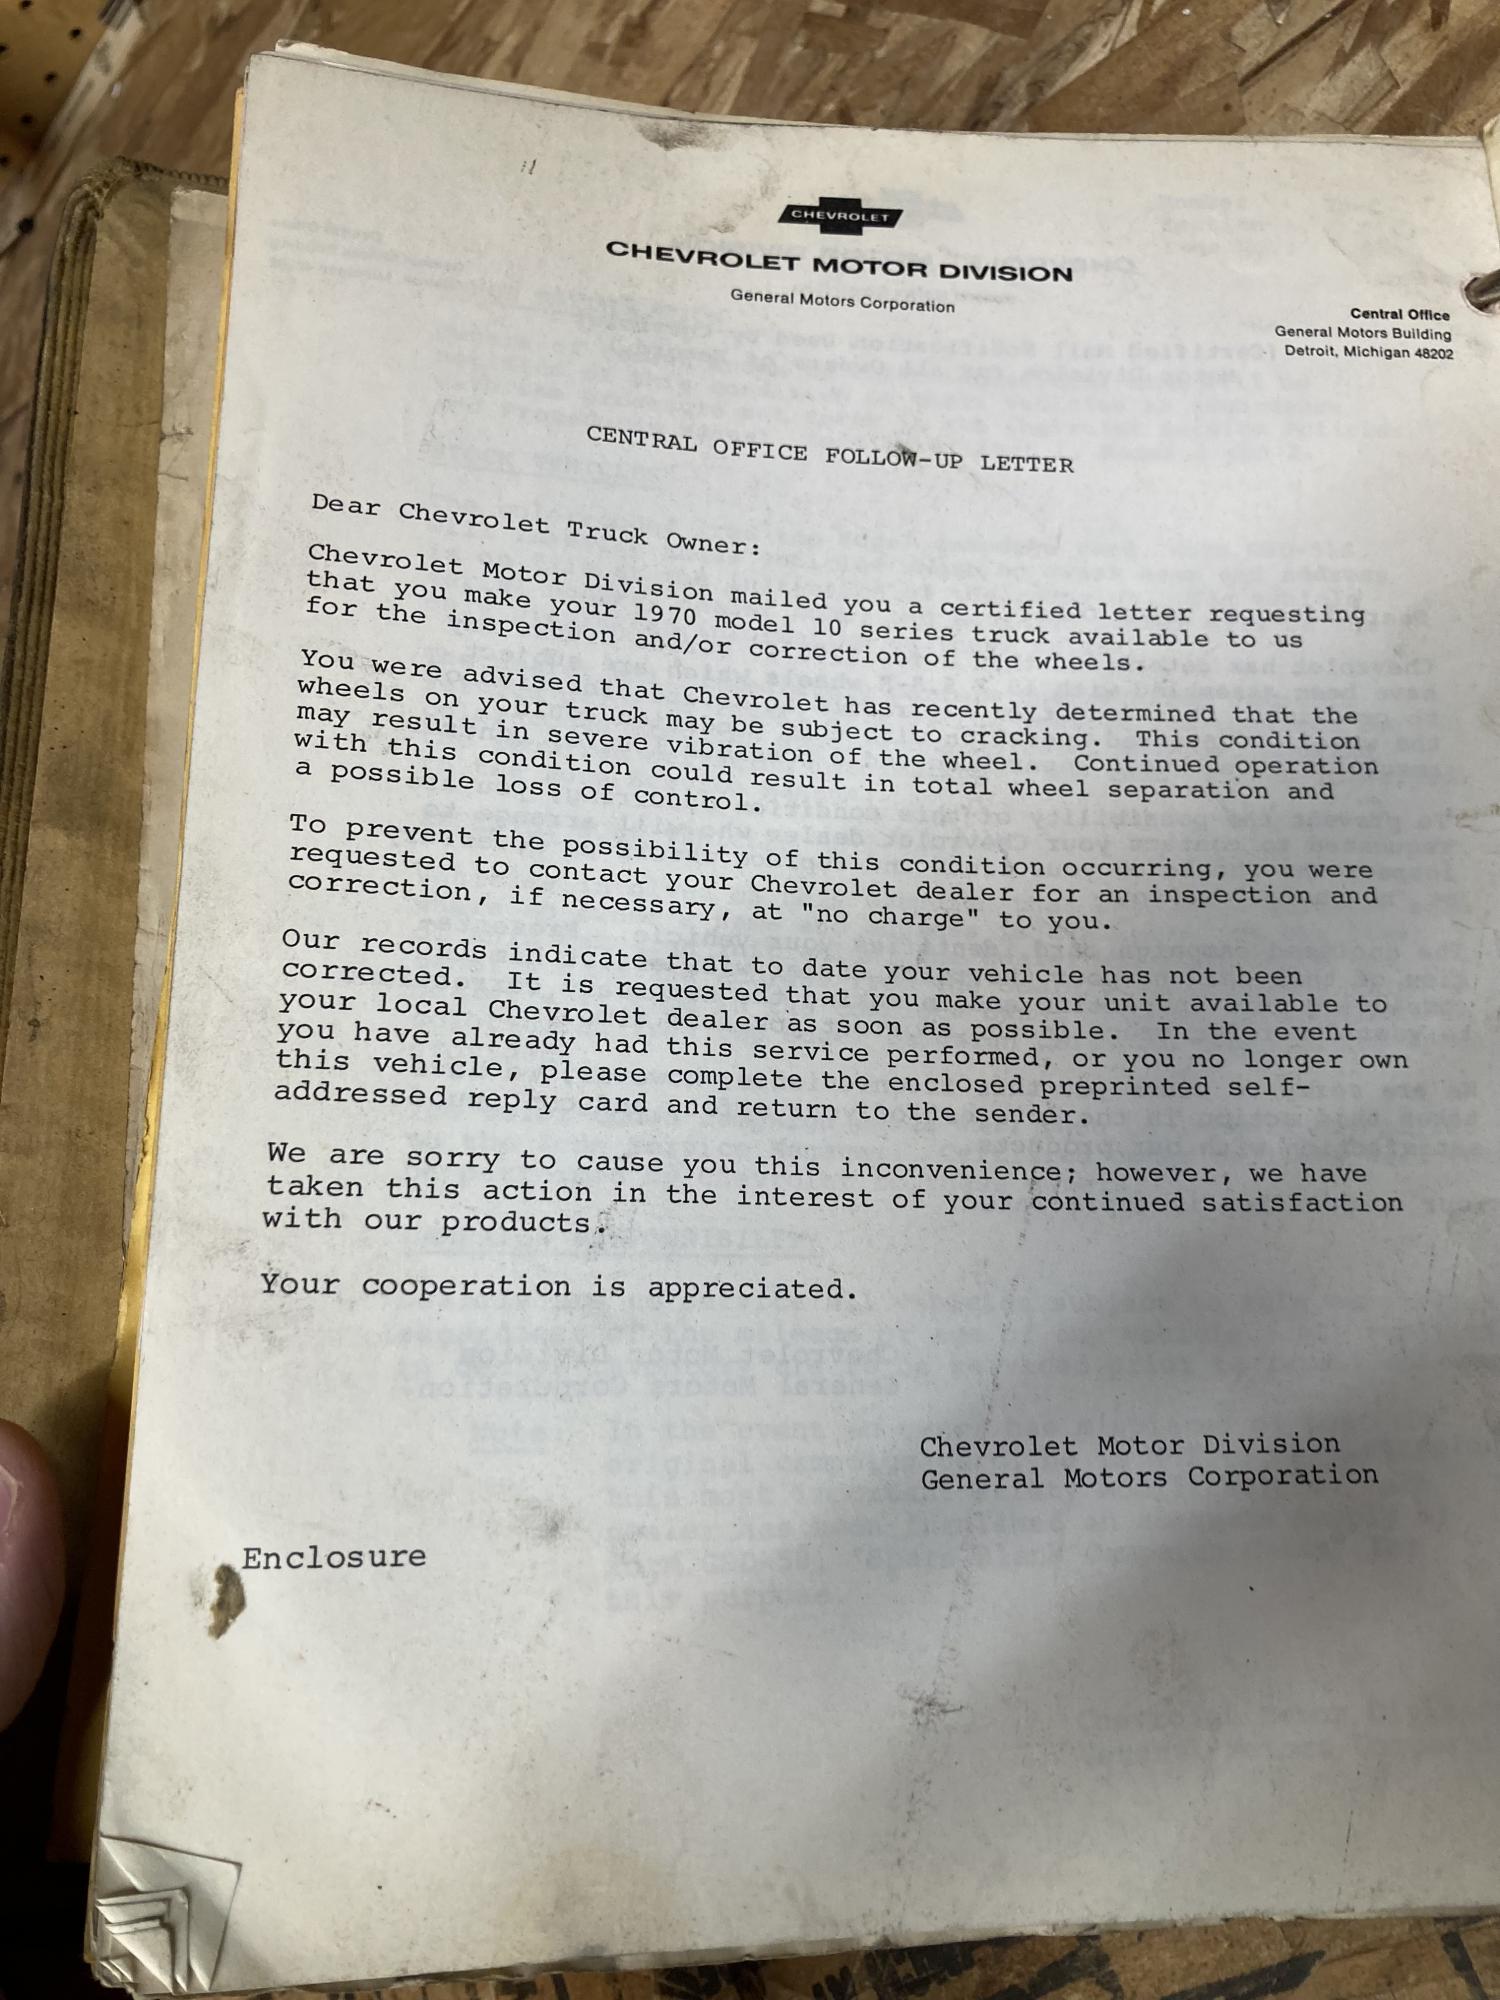 CHEVROLET
CHEVROLET MOTOR DIVISION
General Motors Corporation
Central Office
General Motors Building
Detroit, Michigan 48202
CENTRAL OFFICE FOLLOW-UP LETTER
Dear Chevrolet Truck Owner:
Chevrolet Motor Division mailed you a certified letter requesting
that you make your 1970 model 10 series truck available to us
for the inspection and/or correction of the wheels.
You were advised that Chevrolet has recently determined that the
wheels on your truck may be subject to cracking. This condition
may result in severe vibration of the wheel. Continued operation
with this condition could result in total wheel separation and
a possible loss of control.
To prevent the possibility of this condition occurring, you were
requested to contact your Chevrolet dealer for an inspection and
correction, if necessary, at "no charge" to you.
Our records indicate that to date your vehicle has not been
corrected. It is requested that you make your unit available to
your local Chevrolet dealer as soon as possible. In the event
you have already had this service performed, or you no longer own
this vehicle, please complete the enclosed preprinted self-
addressed reply card and return to the sender.
We are sorry to cause you this inconvenience; however, we have
taken this action in the interest of your continued satisfaction
with our products.
Your cooperation is appreciated.
Chevrolet Motor Division
General Motors Corporation
Enclosure